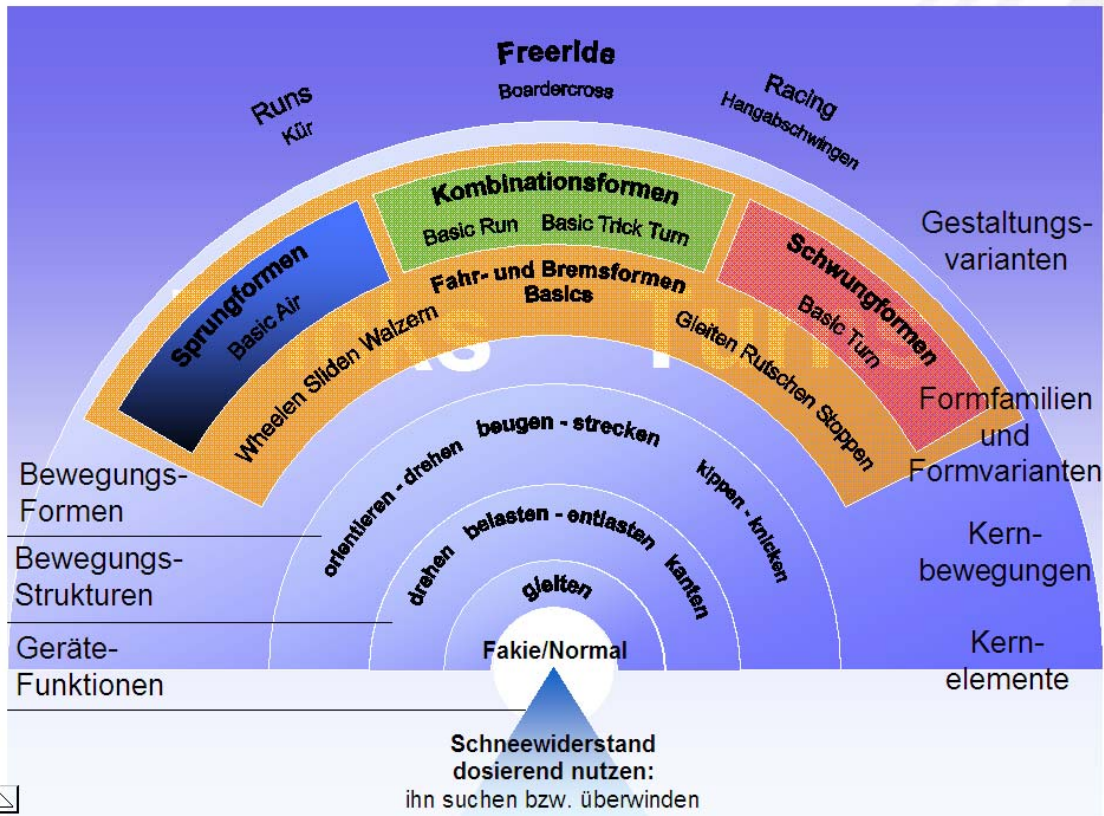 Freeride
Boardercross
Runs
Kür
Racing
Hangabschwingen
Kombinationsformen
Basic Run Basic Trick Turn
Sprungformen
Basic Air
Schwungformen
Basic Turn
Fahr- und Bremsformen
Basics
Wheelen Sliden Walzern
Gleiten Rutschen Stoppen
Turns
Gestaltungs-
varianten
Formfamilien
und
Formvarianten
Kern-
bewegungen
Kern-
elemente
Bewegungs-
Formen
Bewegungs-
Strukturen
Geräte-
Funktionen
orientieren - drehen
beugen - strecken
kippen - knicken
drehen
belasten - entlasten
kanten
gleiten
Fakie/Normal
Schneewiderstand
dosierend nutzen:
ihn suchen bzw. überwinden